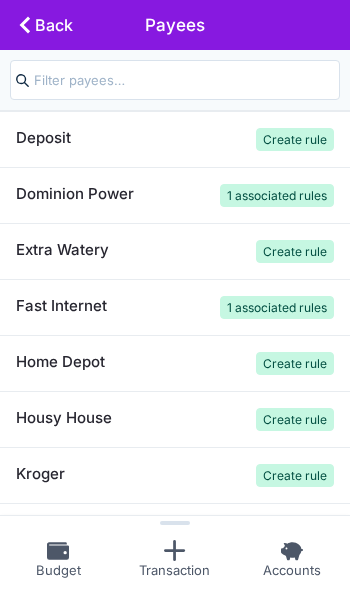 Back
Payees
Filter payees...
Deposit
Create rule
Dominion Power
1 associated rules
Extra Watery
Create rule
Fast Internet
1 associated rules
Home Depot
Create rule
Housy House
Create rule
Kroger
Create rule
Budget
Transaction
Accounts